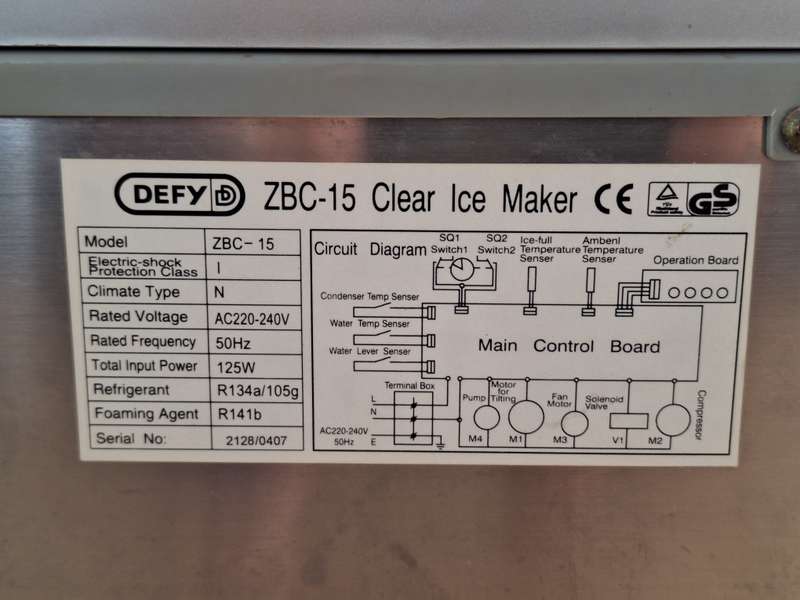 DEFY D ZBC-15 Clear Ice Maker CE GS
Model ZBC-15
Electric-shock Protection Class I
Climate Type N
Rated Voltage AC220-240V
Rated Frequency 50Hz
Total Input Power 125W
Refrigerant R134a/105g
Foaming Agent R141b
Serial No: 2128/0407
Circuit Diagram
SQ1 Switch1
SQ2 Switch2
Ice-full Temperature Senser
Ambenl Temperature Senser
Operation Board
Condenser Temp Senser
Water Temp Senser
Water Lever Senser
Main Control Board
Terminal Box
L
N
AC220-240V
50Hz
E
Pump M4
Motor for Tilting M1
Fan Motor M3
Solenoid Valve V1
Compressor M2